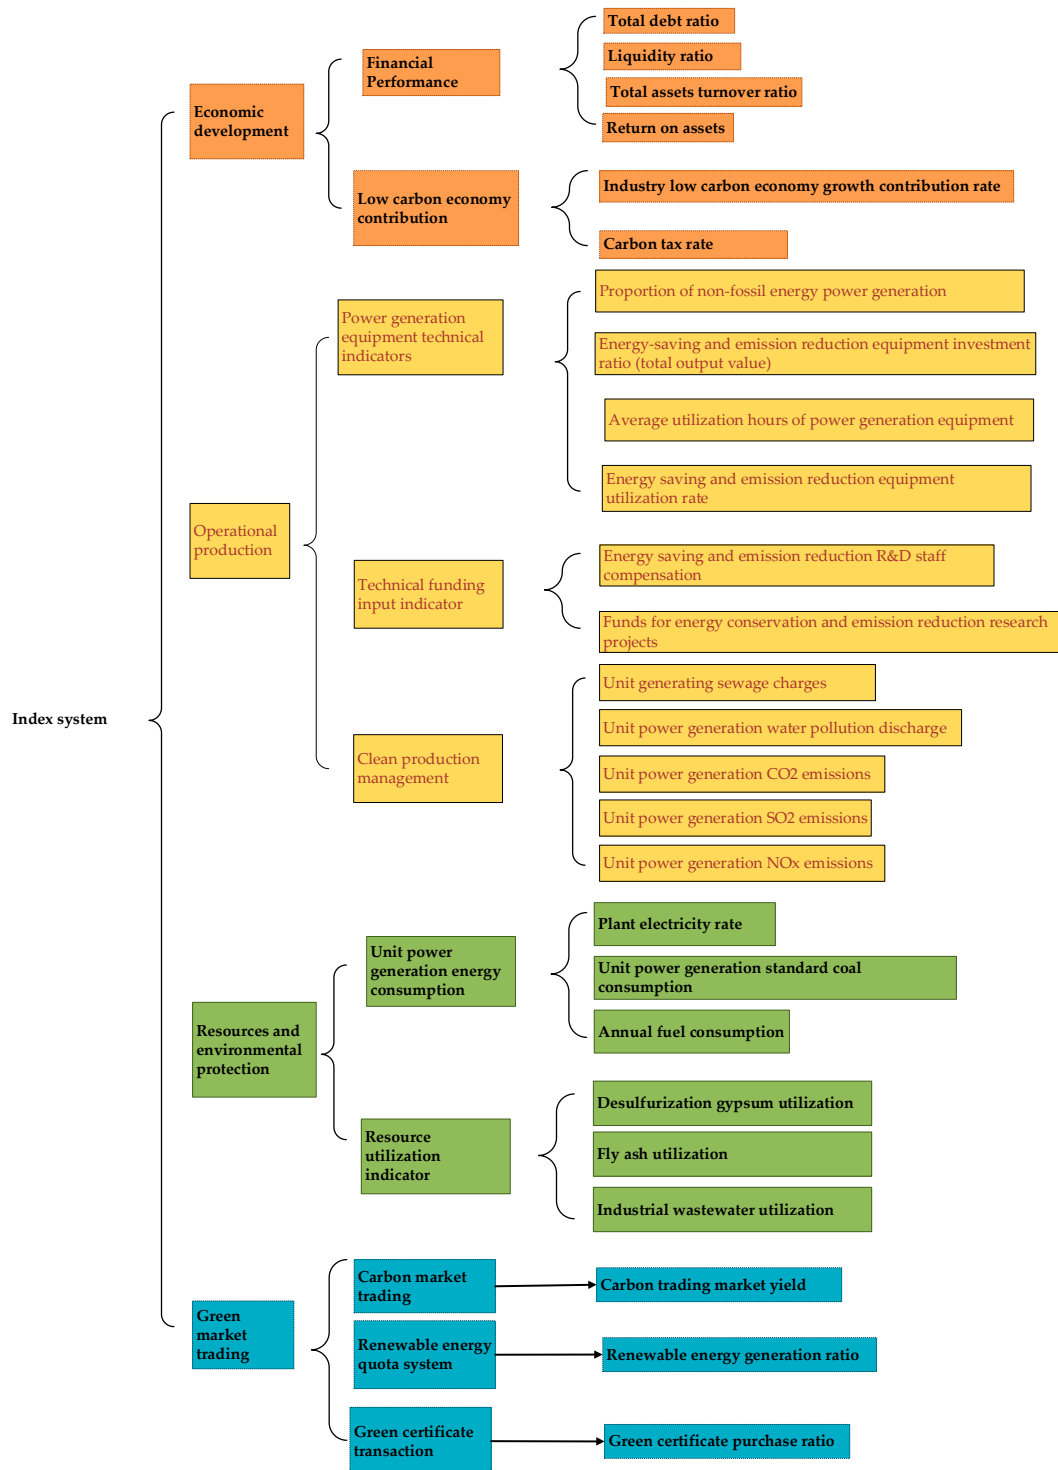 Index system
Economic
development
Financial
Performance
Total debt ratio
Liquidity ratio
Total assets turnover ratio
Return on assets
Low carbon economy
contribution
Industry low carbon economy growth contribution rate
Carbon tax rate
Operational
production
Power generation
equipment technical
indicators
Proportion of non-fossil energy power generation
Energy-saving and emission reduction equipment investment
ratio (total output value)
Average utilization hours of power generation equipment
Energy saving and emission reduction equipment
utilization rate
Technical funding
input indicator
Energy saving and emission reduction R&D staff
compensation
Funds for energy conservation and emission reduction research
projects
Clean production
management
Unit generating sewage charges
Unit power generation water pollution discharge
Unit power generation CO2 emissions
Unit power generation SO2 emissions
Unit power generation NOx emissions
Resources and
environmental
protection
Unit power
generation energy
consumption
Plant electricity rate
Unit power generation standard coal
consumption
Annual fuel consumption
Resource
utilization
indicator
Desulfurization gypsum utilization
Fly ash utilization
Industrial wastewater utilization
Green
market
trading
Carbon market
trading
Carbon trading market yield
Renewable energy
quota system
Renewable energy generation ratio
Green certificate
transaction
Green certificate purchase ratio